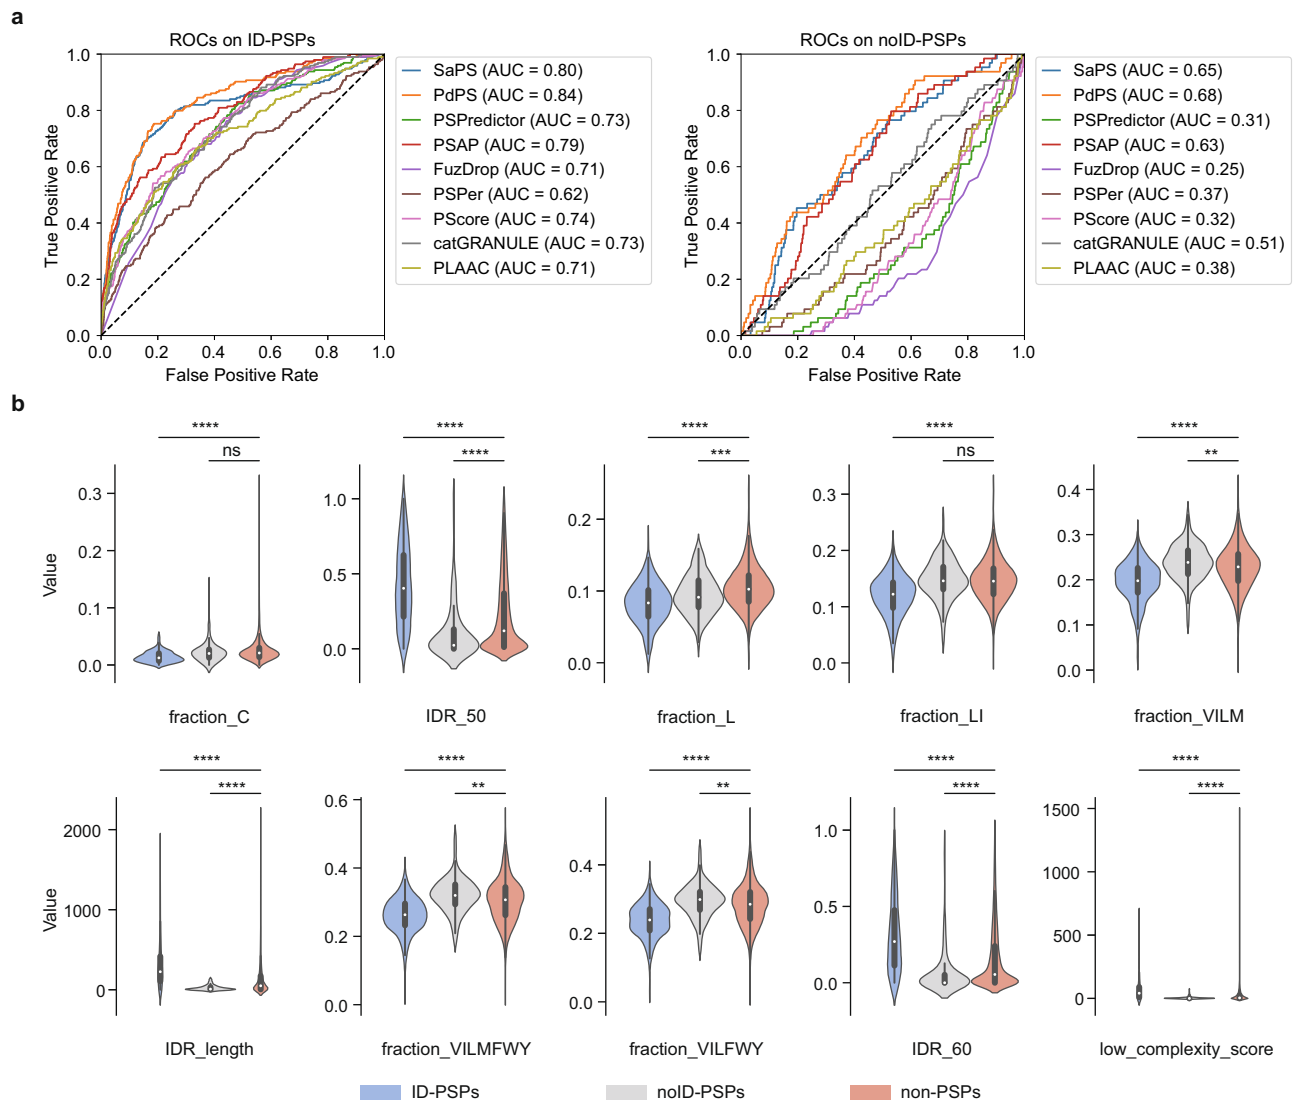 a
ROCs on ID-PSPs
True Positive Rate
1.0
0.8
0.6
0.4
0.2
0.0
0.0 0.2 0.4 0.6 0.8 1.0
False Positive Rate
SaPS (AUC = 0.80)
PdPS (AUC = 0.84)
PSPredictor (AUC = 0.73)
PSAP (AUC = 0.79)
FuzDrop (AUC = 0.71)
PSPer (AUC = 0.62)
PScore (AUC = 0.74)
catGRANULE (AUC = 0.73)
PLAAC (AUC = 0.71)
ROCs on noID-PSPs
True Positive Rate
1.0
0.8
0.6
0.4
0.2
0.0
0.0 0.2 0.4 0.6 0.8 1.0
False Positive Rate
SaPS (AUC = 0.65)
PdPS (AUC = 0.68)
PSPredictor (AUC = 0.31)
PSAP (AUC = 0.63)
FuzDrop (AUC = 0.25)
PSPer (AUC = 0.37)
PScore (AUC = 0.32)
catGRANULE (AUC = 0.51)
PLAAC (AUC = 0.38)
b
Value
****
ns
0.3
0.2
0.1
0.0
fraction_C
****
****
1.0
0.5
0.0
IDR_50
****
***
0.2
0.1
0.0
fraction_L
****
ns
0.3
0.2
0.1
0.0
fraction_LI
****
**
0.4
0.3
0.2
0.1
0.0
fraction_VILM
Value
****
****
2000
1000
0
IDR_length
****
**
0.6
0.4
0.2
0.0
fraction_VILMFWY
****
**
0.4
0.2
0.0
fraction_VILFWY
****
****
1.0
0.5
0.0
IDR_60
****
****
1500
1000
500
0
low_complexity_score
ID-PSPs
noID-PSPs
non-PSPs